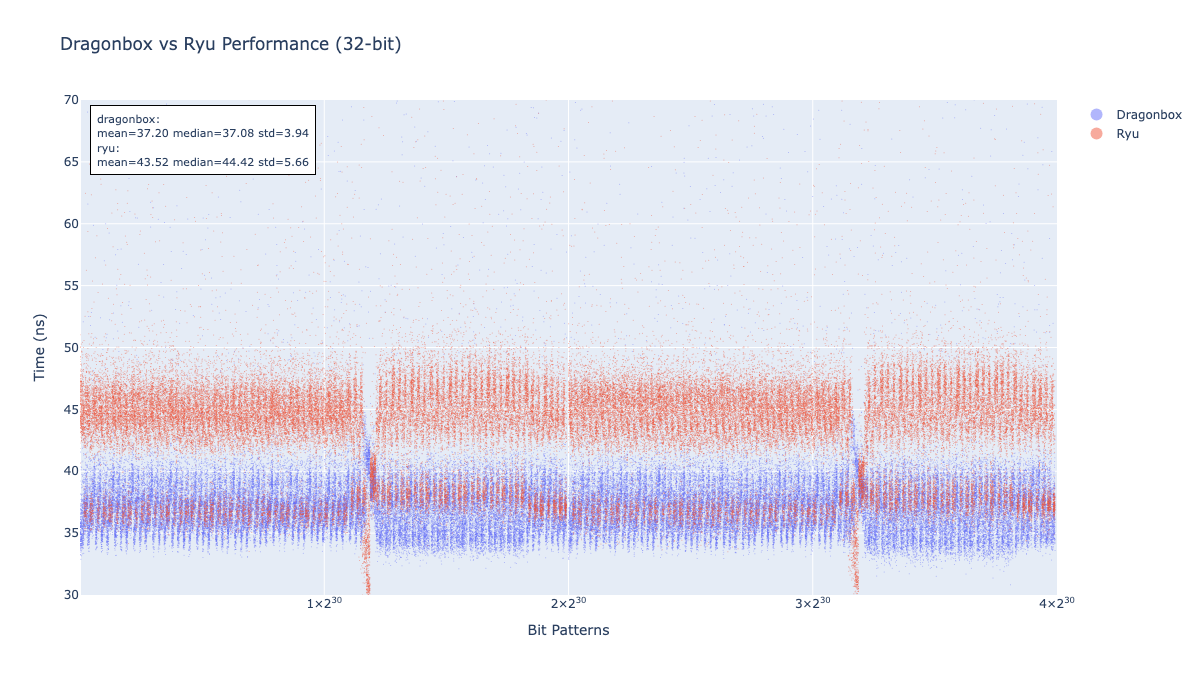 Dragonbox vs Ryu Performance (32-bit)
dragonbox:
mean=37.20 median=37.08 std=3.94
ryu:
mean=43.52 median=44.42 std=5.66
Dragonbox
Ryu
70
65
60
55
50
45
40
35
30
Time (ns)
1×2³⁰
2×2³⁰
3×2³⁰
4×2³⁰
Bit Patterns